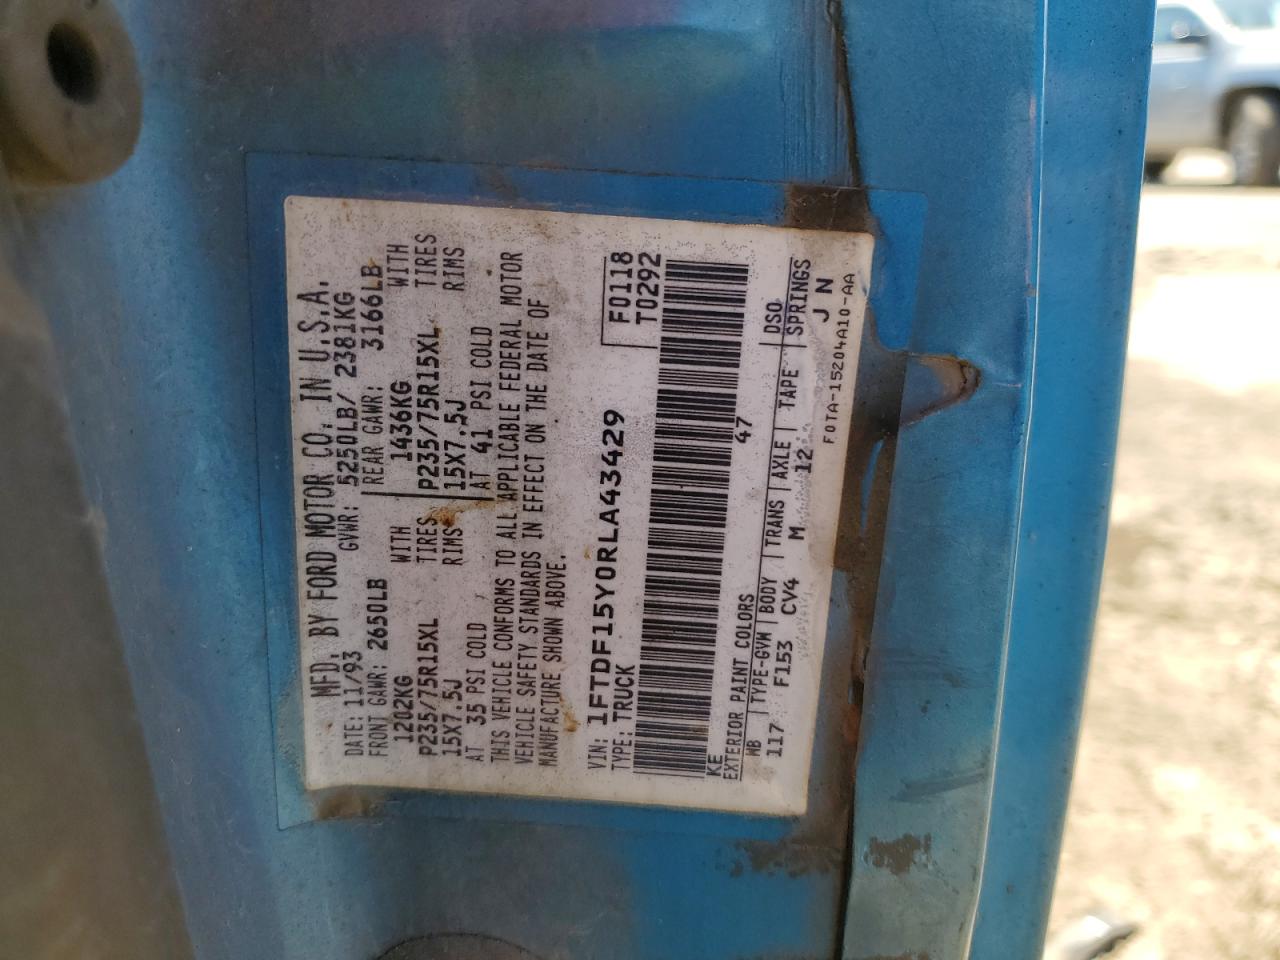 MFD. BY FORD MOTOR CO. IN U.S.A.
DATE: 11/93 GVWR: 5250LB/ 2381KG
FRONT GAWR: 2650LB REAR GAWR: 3166LB
1202KG WITH 1436KG WITH
P235/75R15XL TIRES P235/75R15XL TIRES
15X7.5J RIMS 15X7.5J RIMS
AT 35 PSI COLD AT 41 PSI COLD
THIS VEHICLE CONFORMS TO ALL APPLICABLE FEDERAL MOTOR
VEHICLE SAFETY STANDARDS IN EFFECT ON THE DATE OF
MANUFACTURE SHOWN ABOVE.
VIN: 1FTDF15Y0RLA43429 F0118
TYPE: TRUCK T0292
KE 47
EXTERIOR PAINT COLORS DSO
WB TYPE-GVW BODY TRANS AXLE TAPE SPRINGS
117 F153 CV4 M 12 J N
F0TA-15204A10-AA